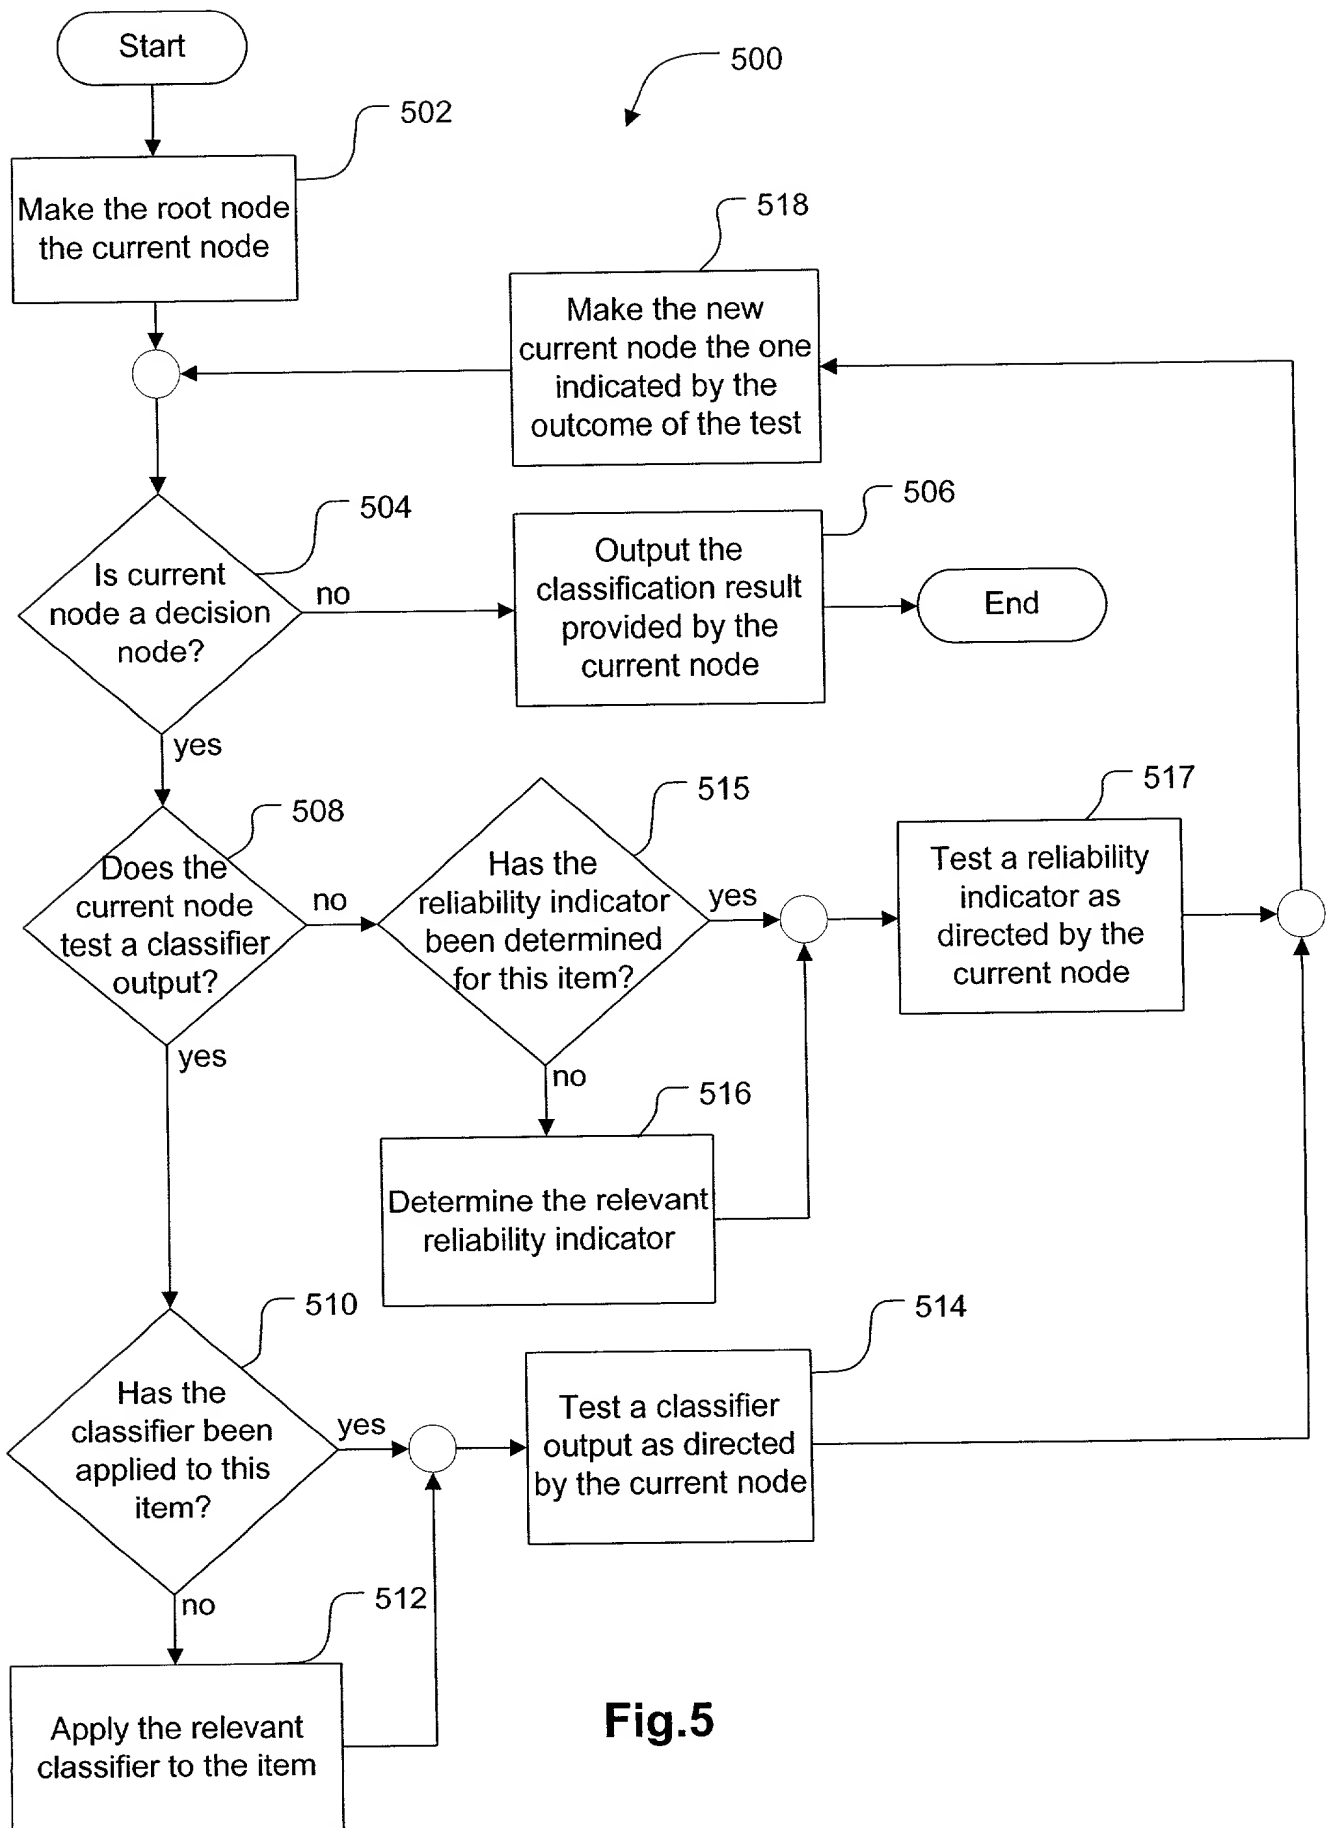 Start
500
502
Make the root node
the current node
518
Make the new
current node the one
indicated by the
outcome of the test
504
Is current
node a decision
node?
no
506
Output the
classification result
provided by the
current node
End
yes
508
Does the
current node
test a classifier
output?
no
515
Has the
reliability indicator
been determined
for this item?
yes
517
Test a reliability
indicator as
directed by the
current node
yes
no
516
Determine the relevant
reliability indicator
510
Has the
classifier been
applied to this
item?
yes
514
Test a classifier
output as directed
by the current node
no
512
Apply the relevant
classifier to the item
Fig.5